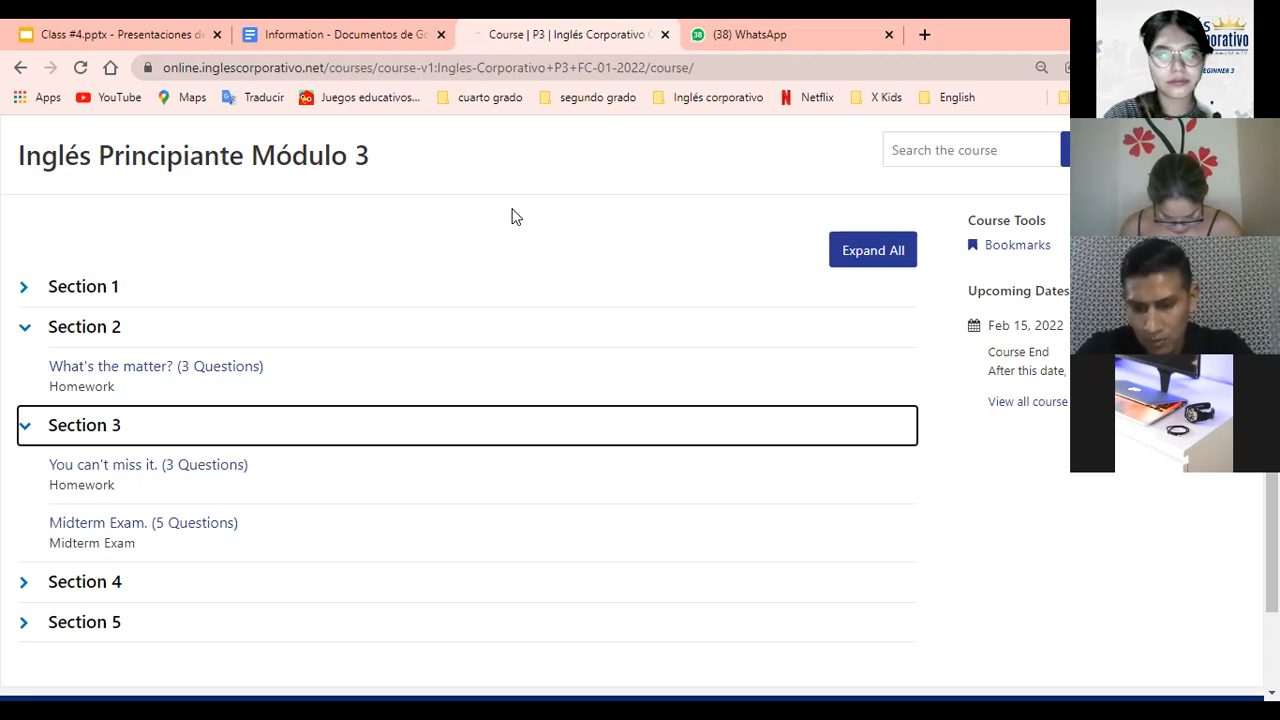 Class #4.pptx - Presentaciones de
Information - Documentos de Go
Course | P3 | Inglés Corporativo
(38) WhatsApp
38
online.inglescorporativo.net/courses/course-v1:Ingles-Corporativo+P3+FC-01-2022/course/
Apps
YouTube
Maps
Traducir
Juegos educativos...
cuarto grado
segundo grado
Inglés corporativo
Netflix
X Kids
English
Inglés Principiante Módulo 3
Search the course
Expand All
Section 1
Section 2
What's the matter? (3 Questions)
Homework
Section 3
You can't miss it. (3 Questions)
Homework
Midterm Exam. (5 Questions)
Midterm Exam
Section 4
Section 5
Course Tools
Bookmarks
Upcoming Dates
Feb 15, 2022
Course End
After this date,
View all course